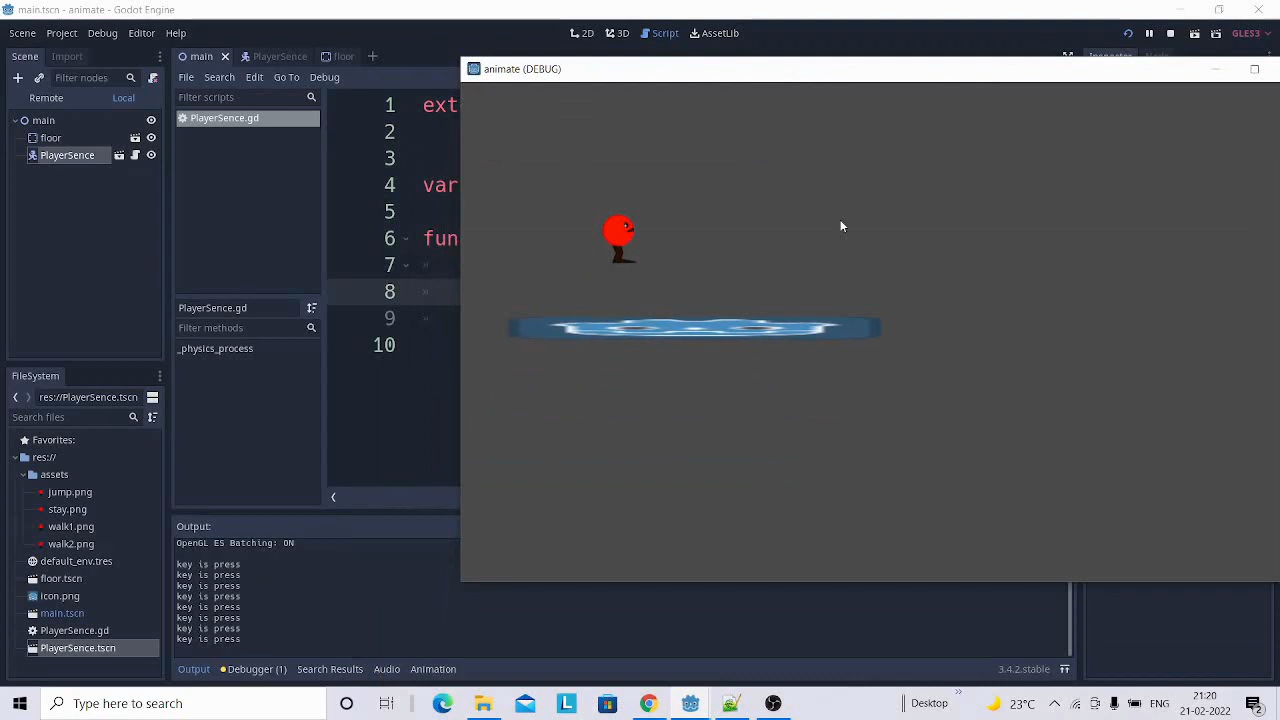 main.tscn - animate - Godot Engine
Scene Project Debug Editor Help
2D 3D Script AssetLib
GLES3
Scene Import
main PlayerSence floor
animate (DEBUG)
Filter nodes
File Search Edit Go To Debug
Remote Local
Filter scripts
PlayerSence.gd
main
floor
PlayerSence
1 ext
2
3
4 var
5
6 fun
7
8
9
10
PlayerSence.gd
Filter methods
_physics_process
FileSystem
res://PlayerSence.tscn
Search files
Favorites:
res://
assets
jump.png
stay.png
walk1.png
walk2.png
default_env.tres
floor.tscn
icon.png
main.tscn
PlayerSence.gd
PlayerSence.tscn
Output:
OpenGL ES Batching: ON
key is press
key is press
key is press
key is press
key is press
key is press
key is press
key is press
Output Debugger (1) Search Results Audio Animation
3.4.2.stable
Type here to search
Desktop
23°C
ENG
21:20
21-02-2022
2